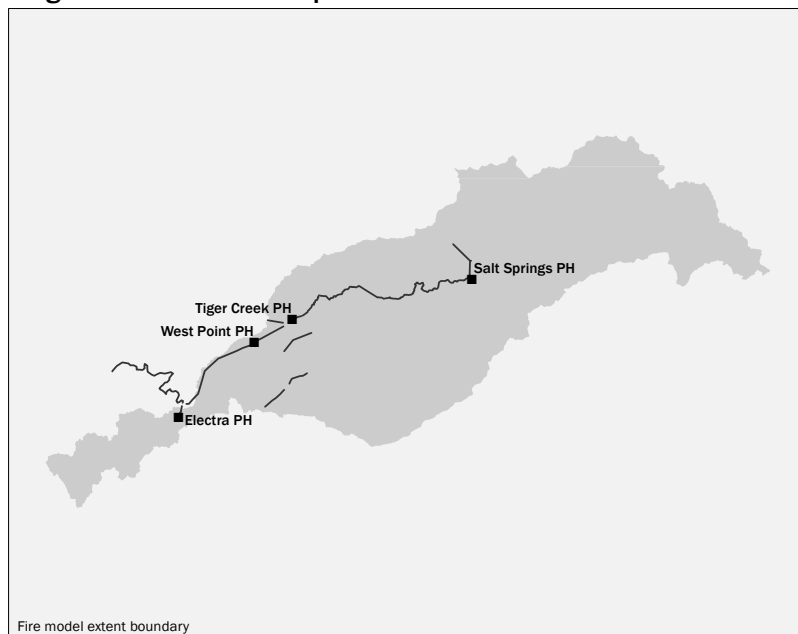 Salt Springs PH
Tiger Creek PH
West Point PH
Electra PH
Fire model extent boundary